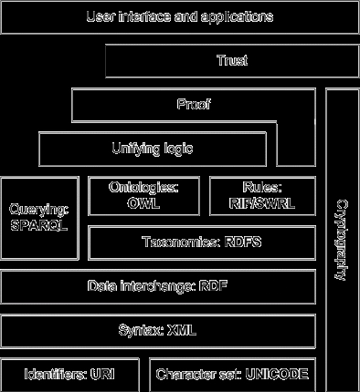 User interface and applications
Trust
Proof
Unifying logic
Ontologies:
OWL
Rules:
RIF/SWRL
Querying:
SPARQL
Taxonomies: RDFS
Cryptography
Data interchange: RDF
Syntax: XML
Identifiers: URI
Character set: UNICODE